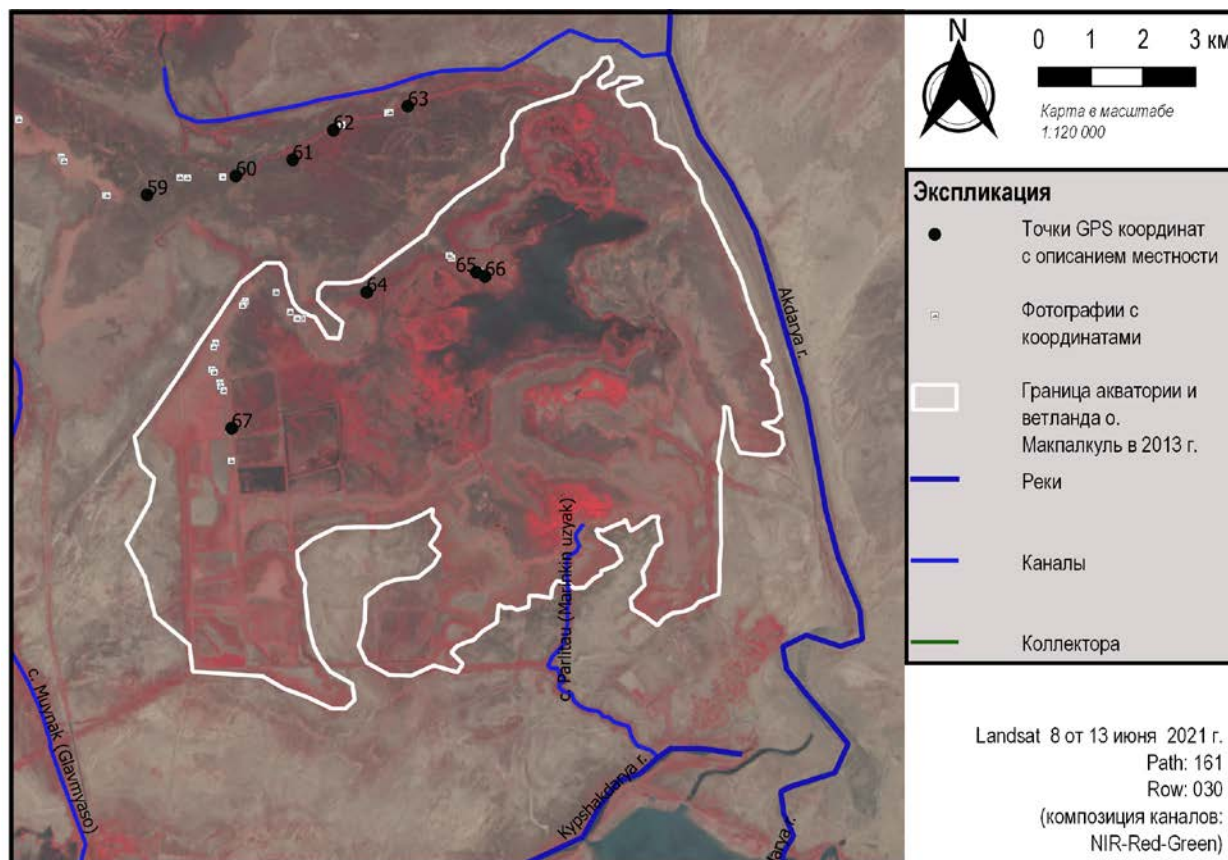 63
62
61
60
59
65
66
64
67
Akdarya r.
c. Parlitau (Marinkin uzyak)
c. Muynak (Glavmyaso)
Kypshakdarya r.
N
0 1 2 3 км
Карта в масштабе
1:120 000
Экспликация
Точки GPS координат
с описанием местности
Фотографии с
координатами
Граница акватории и
ветланда о.
Макпалкуль в 2013 г.
Реки
Каналы
Коллектора
Landsat 8 от 13 июня 2021 г.
Path: 161
Row: 030
(композиция каналов:
NIR-Red-Green)